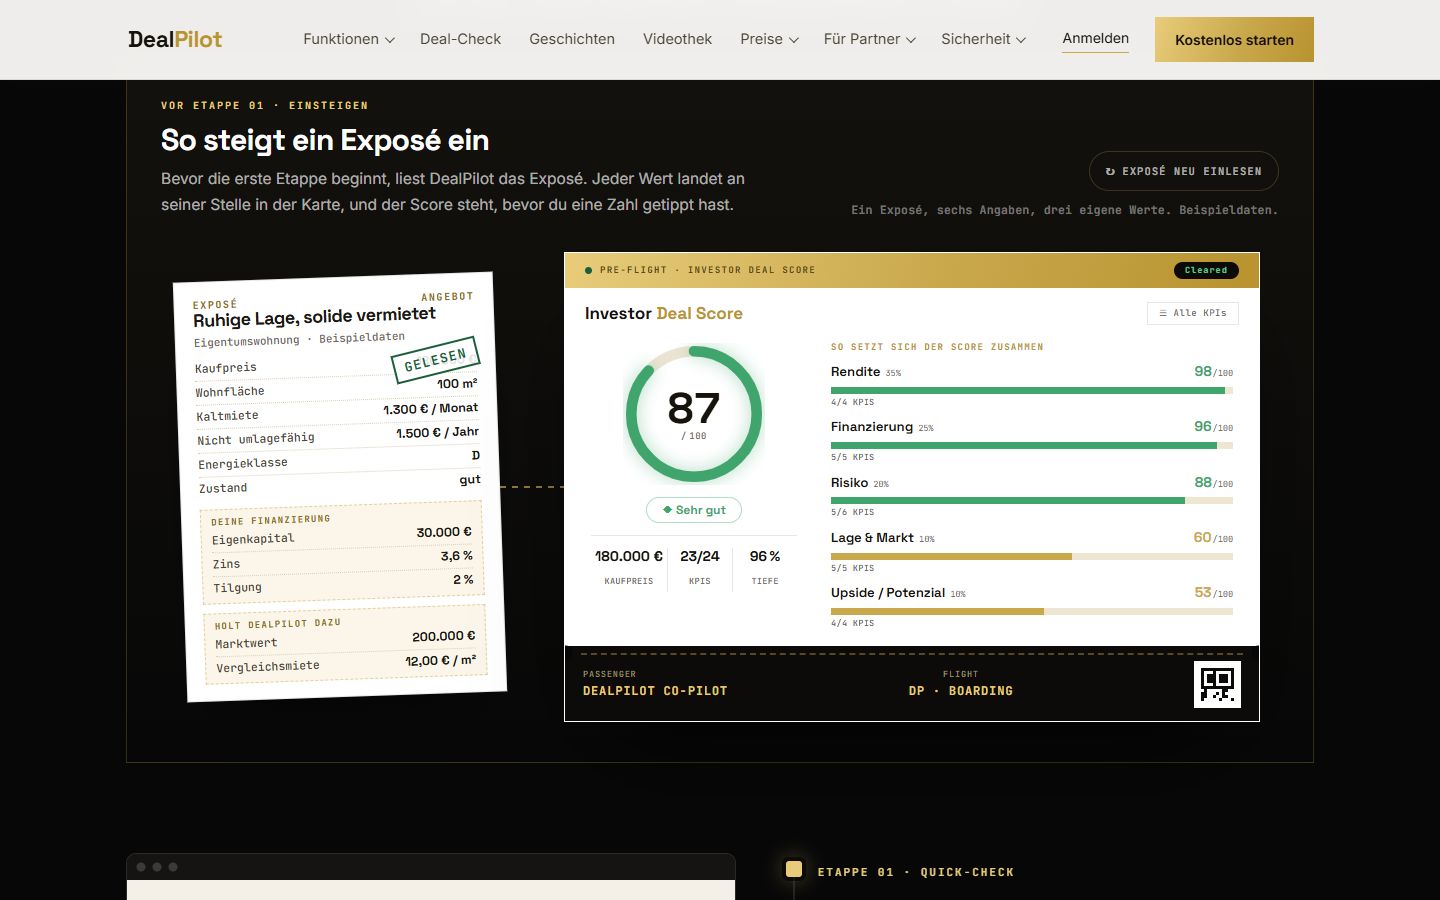 DealPilot
Funktionen
Deal-Check
Geschichten
Videothek
Preise
Für Partner
Sicherheit
Anmelden
Kostenlos starten
VOR ETAPPE 01 · EINSTEIGEN
So steigt ein Exposé ein
Bevor die erste Etappe beginnt, liest DealPilot das Exposé. Jeder Wert landet an
seiner Stelle in der Karte, und der Score steht, bevor du eine Zahl getippt hast.
↻ EXPOSÉ NEU EINLESEN
Ein Exposé, sechs Angaben, drei eigene Werte. Beispieldaten.
EXPOSÉ ANGEBOT
Ruhige Lage, solide vermietet
Eigentumswohnung · Beispieldaten
GELESEN
Kaufpreis
Wohnfläche 100 m²
Kaltmiete 1.300 € / Monat
Nicht umlagefähig 1.500 € / Jahr
Energieklasse D
Zustand gut
DEINE FINANZIERUNG
Eigenkapital 30.000 €
Zins 3,6 %
Tilgung 2 %
HOLT DEALPILOT DAZU
Marktwert 200.000 €
Vergleichsmiete 12,00 € / m²
PRE-FLIGHT · INVESTOR DEAL SCORE
Cleared
Investor Deal Score
☰ Alle KPIs
87
/ 100
Sehr gut
180.000 € 23/24 96 %
KAUFPREIS KPIS TIEFE
SO SETZT SICH DER SCORE ZUSAMMEN
Rendite 35% 98/100
4/4 KPIS
Finanzierung 25% 96/100
5/5 KPIS
Risiko 20% 88/100
5/6 KPIS
Lage & Markt 10% 60/100
5/5 KPIS
Upside / Potenzial 10% 53/100
4/4 KPIS
PASSENGER
DEALPILOT CO-PILOT
FLIGHT
DP · BOARDING
ETAPPE 01 · QUICK-CHECK